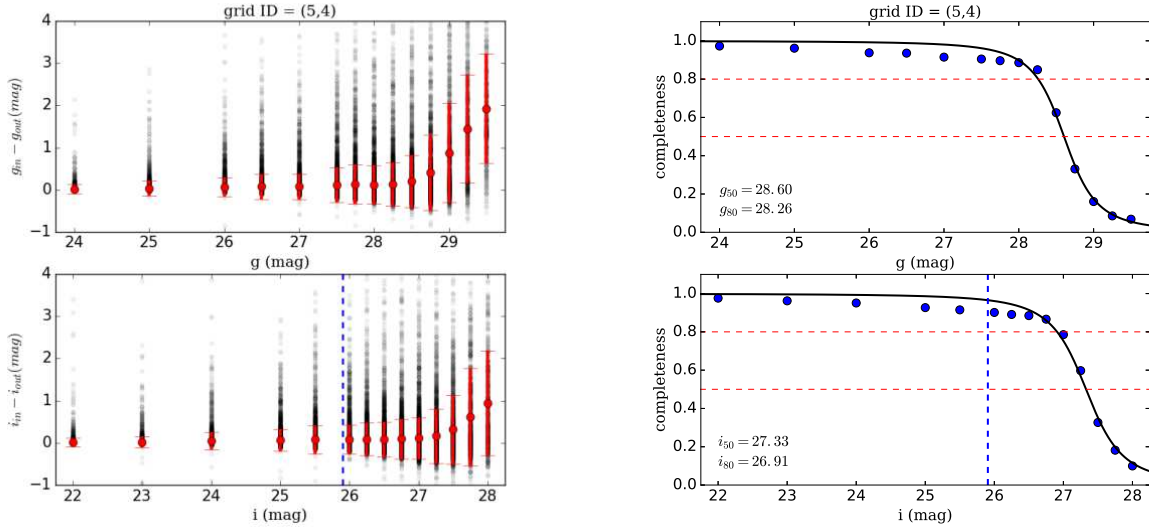 grid ID = (5,4)
4
3
2
1
0
−1
g_in − g_out (mag)
24 25 26 27 28 29
g (mag)
4
3
2
1
0
−1
i_in − i_out (mag)
22 23 24 25 26 27 28
i (mag)
grid ID = (5,4)
1.0
0.8
0.6
0.4
0.2
0.0
completeness
g_50 = 28.60
g_80 = 28.26
24 25 26 27 28 29
g (mag)
1.0
0.8
0.6
0.4
0.2
0.0
completeness
i_50 = 27.33
i_80 = 26.91
22 23 24 25 26 27 28
i (mag)